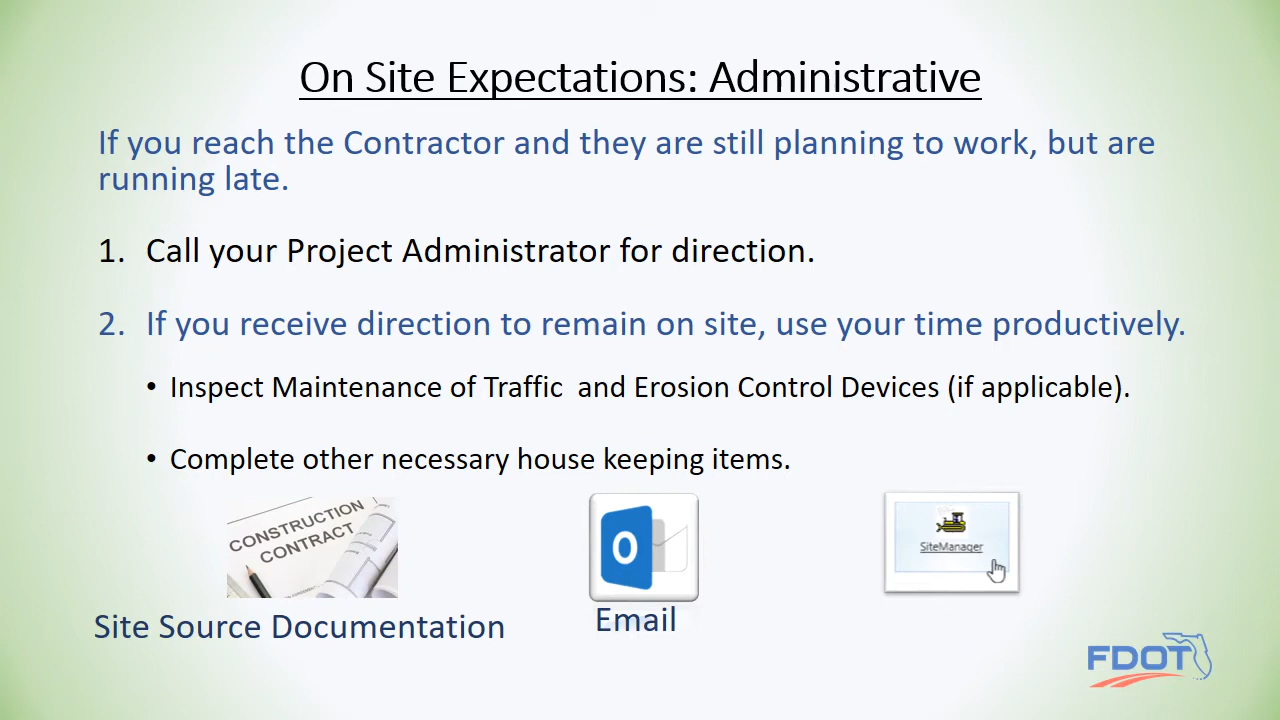 On Site Expectations: Administrative
If you reach the Contractor and they are still planning to work, but are
running late.
1. Call your Project Administrator for direction.
2. If you receive direction to remain on site, use your time productively.
• Inspect Maintenance of Traffic  and Erosion Control Devices (if applicable).
• Complete other necessary house keeping items.
CONSTRUCTION
CONTRACT
SiteManager
Site Source Documentation
Email
FDOT